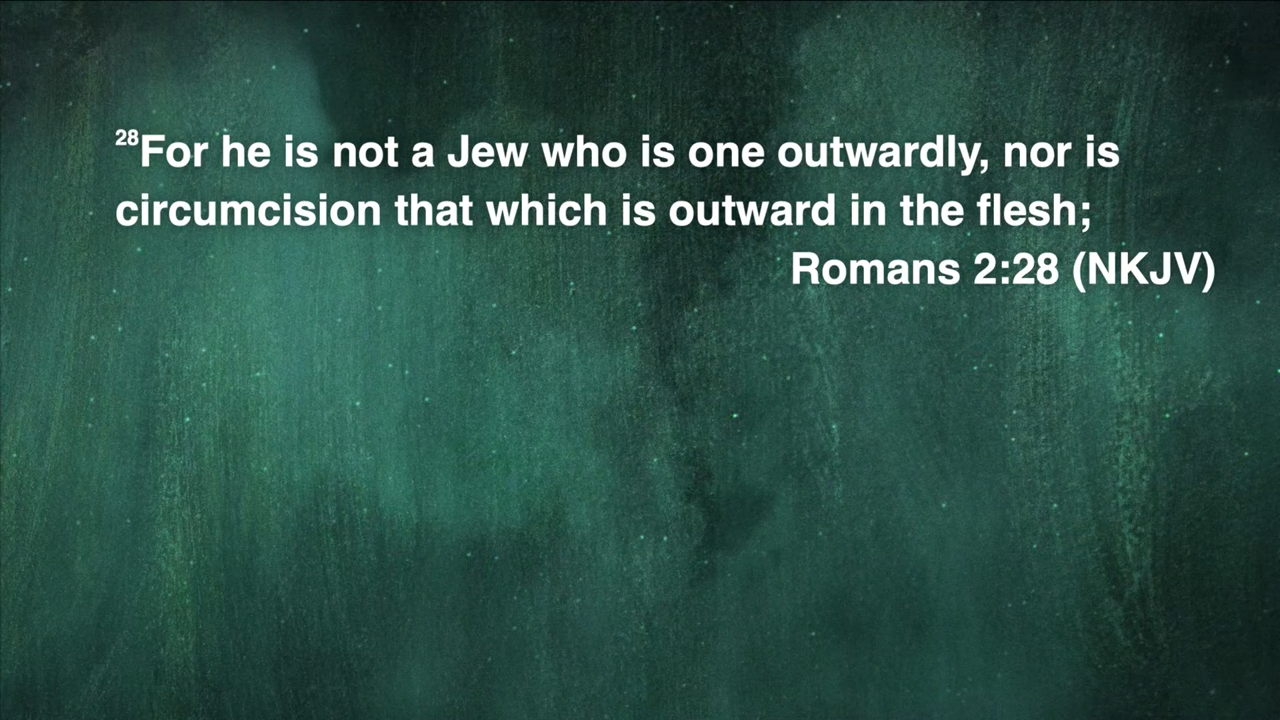 28For he is not a Jew who is one outwardly, nor is
circumcision that which is outward in the flesh;
Romans 2:28 (NKJV)